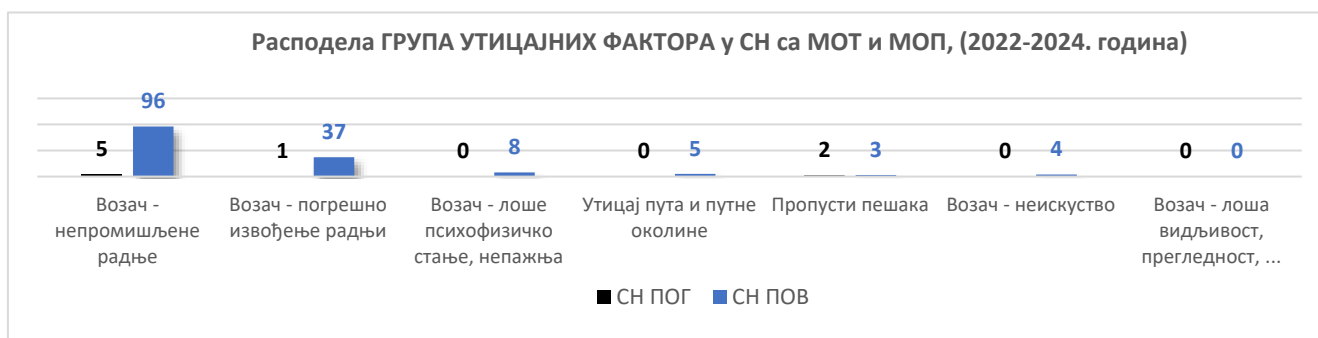 Расподела ГРУПА УТИЦАЈНИХ ФАКТОРА у СН са МОТ и МОП, (2022-2024. година)
5 96 1 37 0 8 0 5 2 3 0 4 0 0
Возач - непромишљене радње
Возач - погрешно извођење радњи
Возач - лоше психофизичко стање, непажња
Утицај пута и путне околине
Пропусти пешака
Возач - неискуство
Возач - лоша видљивост, прегледност, ...
СН ПОГ СН ПОВ